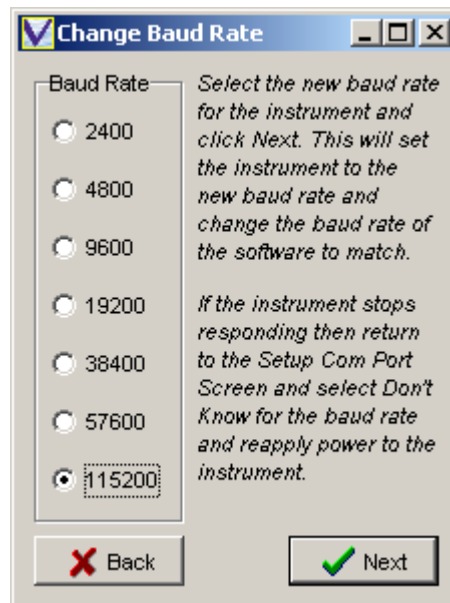 Change Baud Rate
Baud Rate
2400
4800
9600
19200
38400
57600
115200
Select the new baud rate
for the instrument and
click Next. This will set
the instrument to the
new baud rate and
change the baud rate of
the software to match.
If the instrument stops
responding then return
to the Setup Com Port
Screen and select Don't
Know for the baud rate
and reapply power to the
instrument.
Back
Next